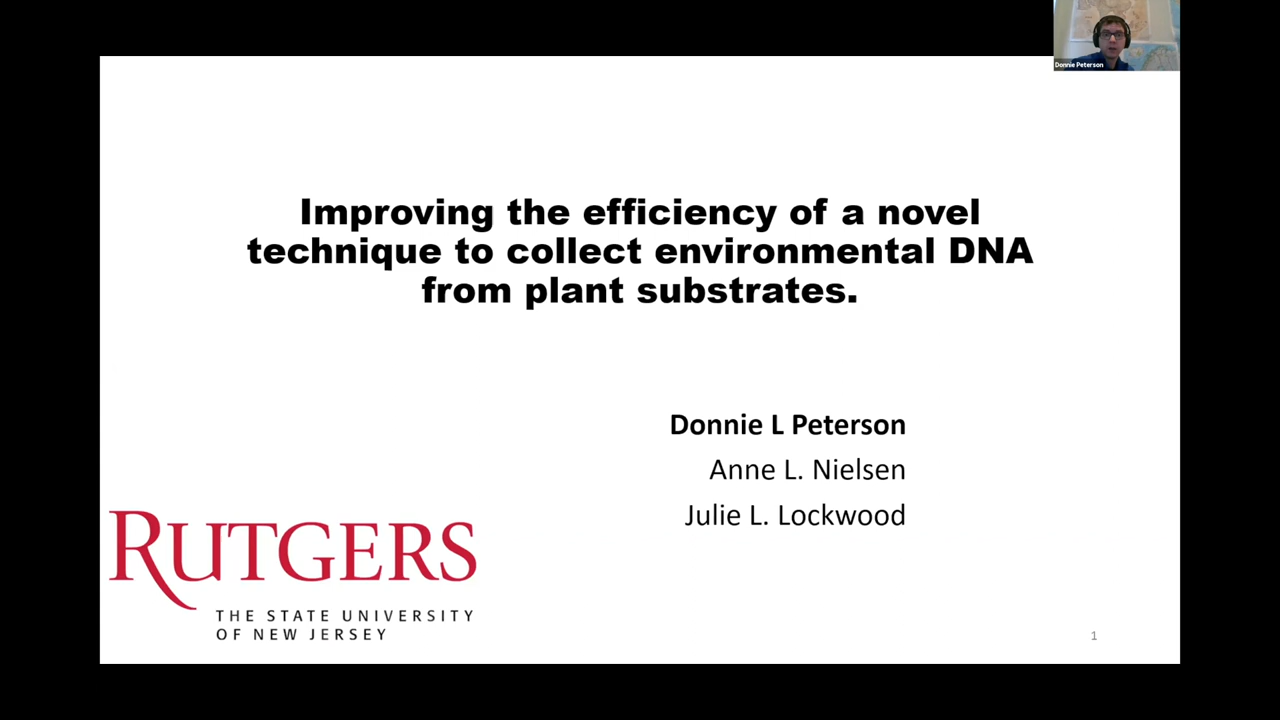 Donnie Peterson
Improving the efficiency of a novel
technique to collect environmental DNA
from plant substrates.
Donnie L Peterson
Anne L. Nielsen
Julie L. Lockwood
RUTGERS
THE STATE UNIVERSITY
OF NEW JERSEY
1